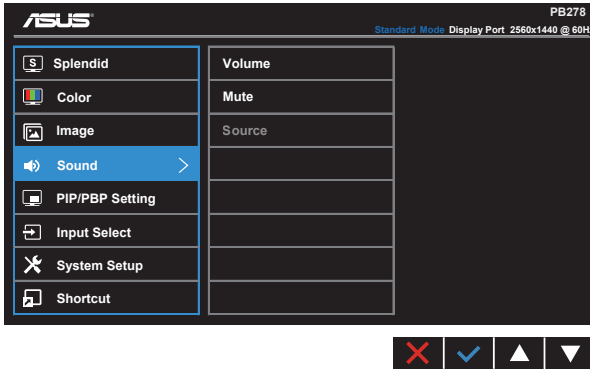 ASUS
PB278
Standard Mode Display Port 2560x1440 @ 60H
S Splendid
Color
Image
Sound
PIP/PBP Setting
Input Select
System Setup
Shortcut
Volume
Mute
Source